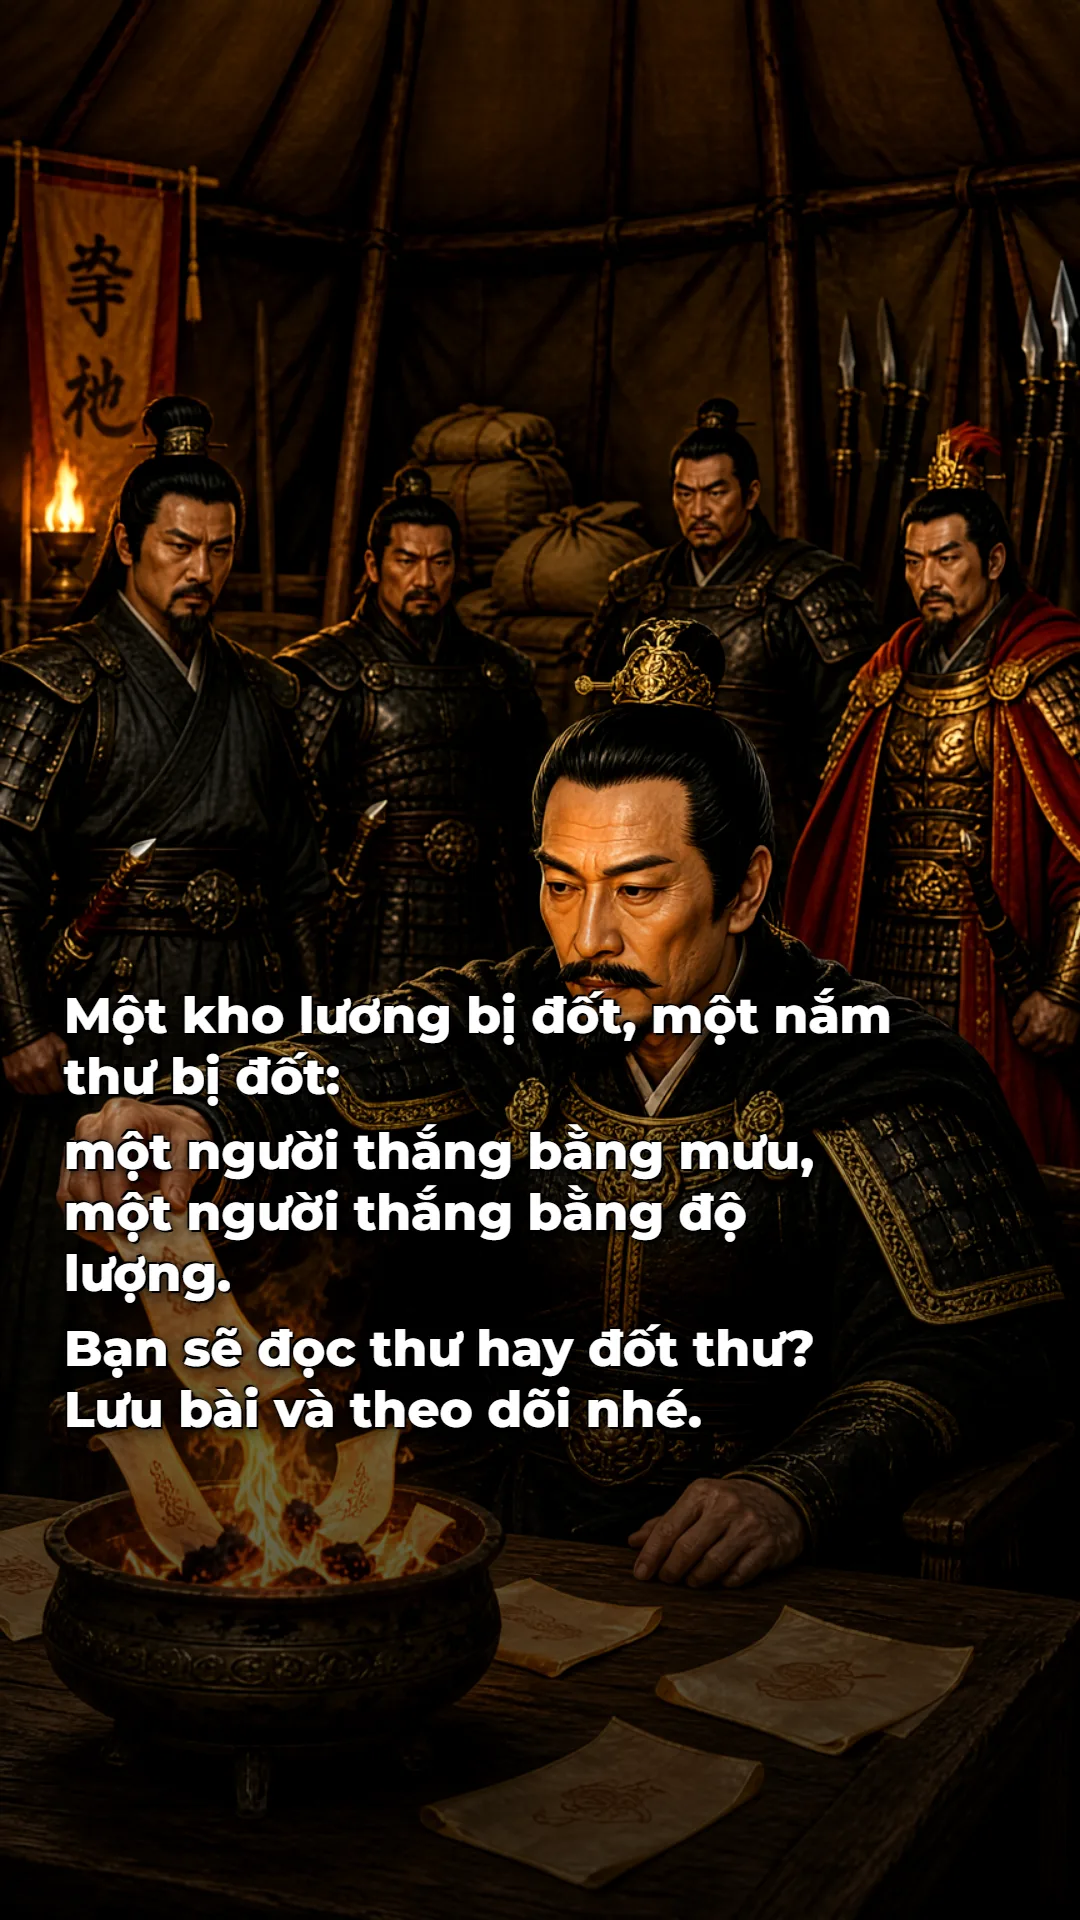 Một kho lương bị đốt, một nắm
thư bị đốt:
một người thắng bằng mưu,
một người thắng bằng độ
lượng.
Bạn sẽ đọc thư hay đốt thư?
Lưu bài và theo dõi nhé.